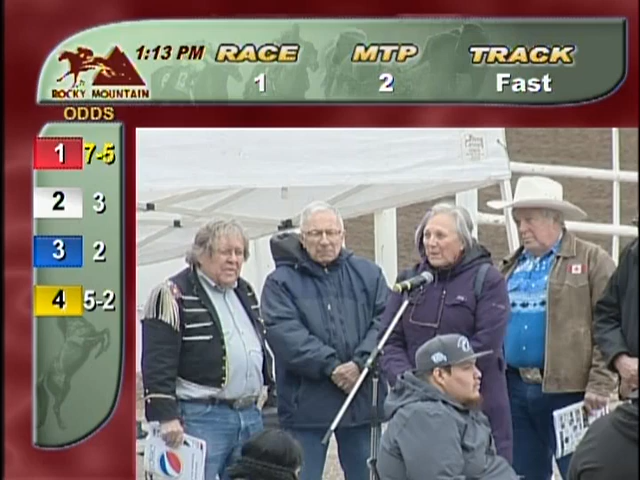 1:13 PM RACE MTP TRACK
ROCKY MOUNTAIN 1 2 Fast
ODDS
1 7-5
2 3
3 2
4 5-2
pepsi